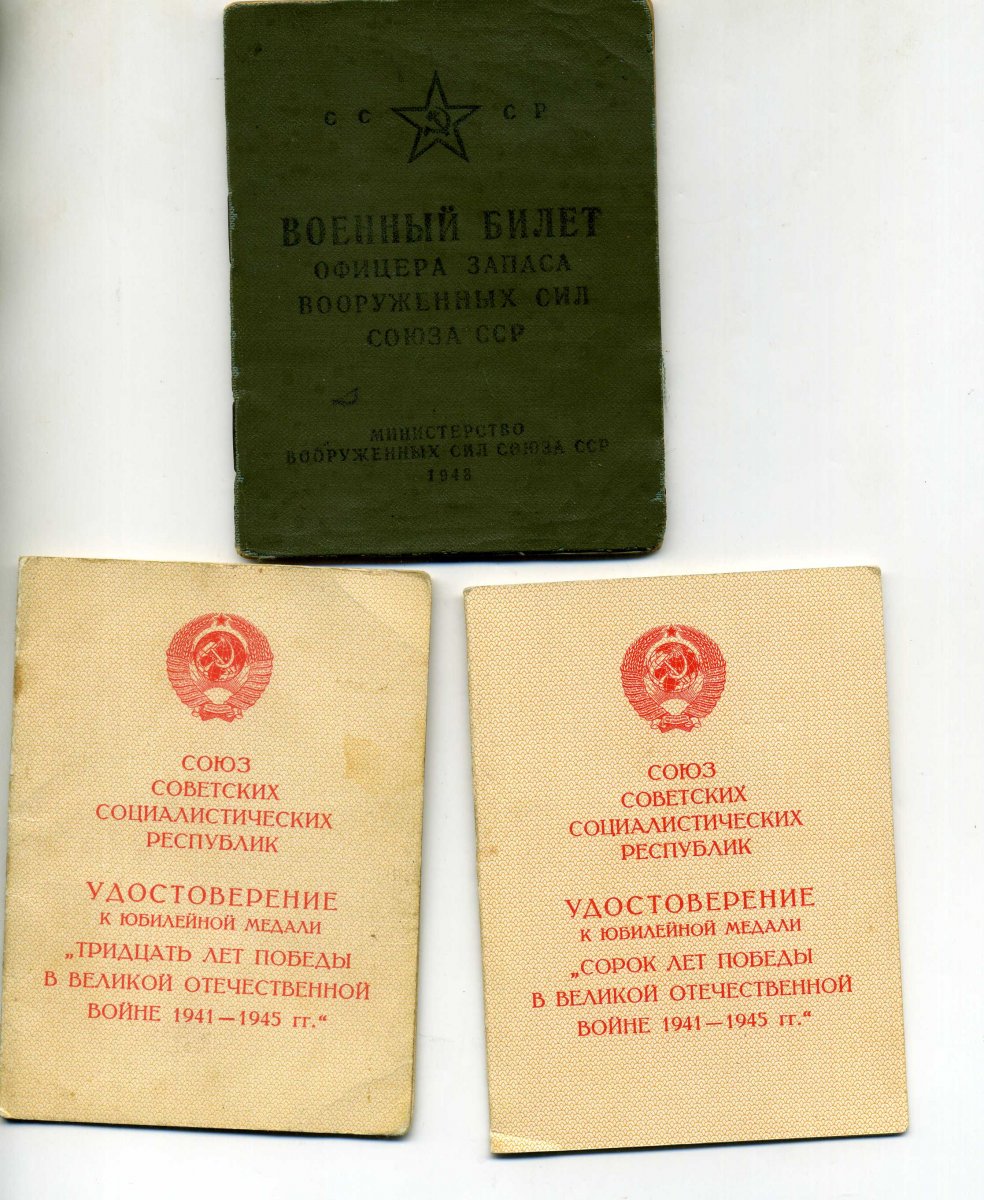 СС СР
ВОЕННЫЙ БИЛЕТ
ОФИЦЕРА ЗАПАСА
ВООРУЖЕННЫХ СИЛ
СОЮЗА ССР
МИНИСТЕРСТВО
ВООРУЖЕННЫХ СИЛ СОЮЗА ССР
1948
СОЮЗ
СОВЕТСКИХ
СОЦИАЛИСТИЧЕСКИХ
РЕСПУБЛИК
УДОСТОВЕРЕНИЕ
К ЮБИЛЕЙНОЙ МЕДАЛИ
„ТРИДЦАТЬ ЛЕТ ПОБЕДЫ
В ВЕЛИКОЙ ОТЕЧЕСТВЕННОЙ
ВОЙНЕ 1941—1945 гг.“
СОЮЗ
СОВЕТСКИХ
СОЦИАЛИСТИЧЕСКИХ
РЕСПУБЛИК
УДОСТОВЕРЕНИЕ
К ЮБИЛЕЙНОЙ МЕДАЛИ
„СОРОК ЛЕТ ПОБЕДЫ
В ВЕЛИКОЙ ОТЕЧЕСТВЕННОЙ
ВОЙНЕ 1941—1945 гг.“